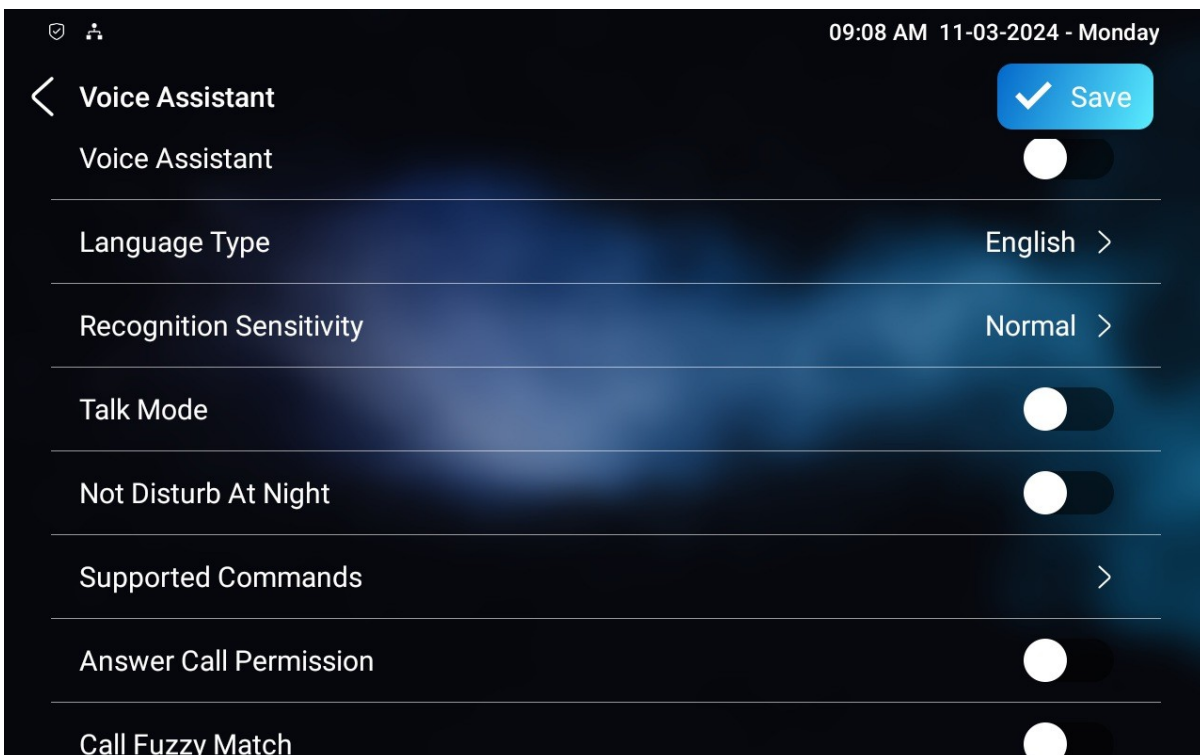 09:08 AM 11-03-2024 - Monday
Voice Assistant
Save
Voice Assistant
Language Type
English
Recognition Sensitivity
Normal
Talk Mode
Not Disturb At Night
Supported Commands
Answer Call Permission
Call Fuzzy Match